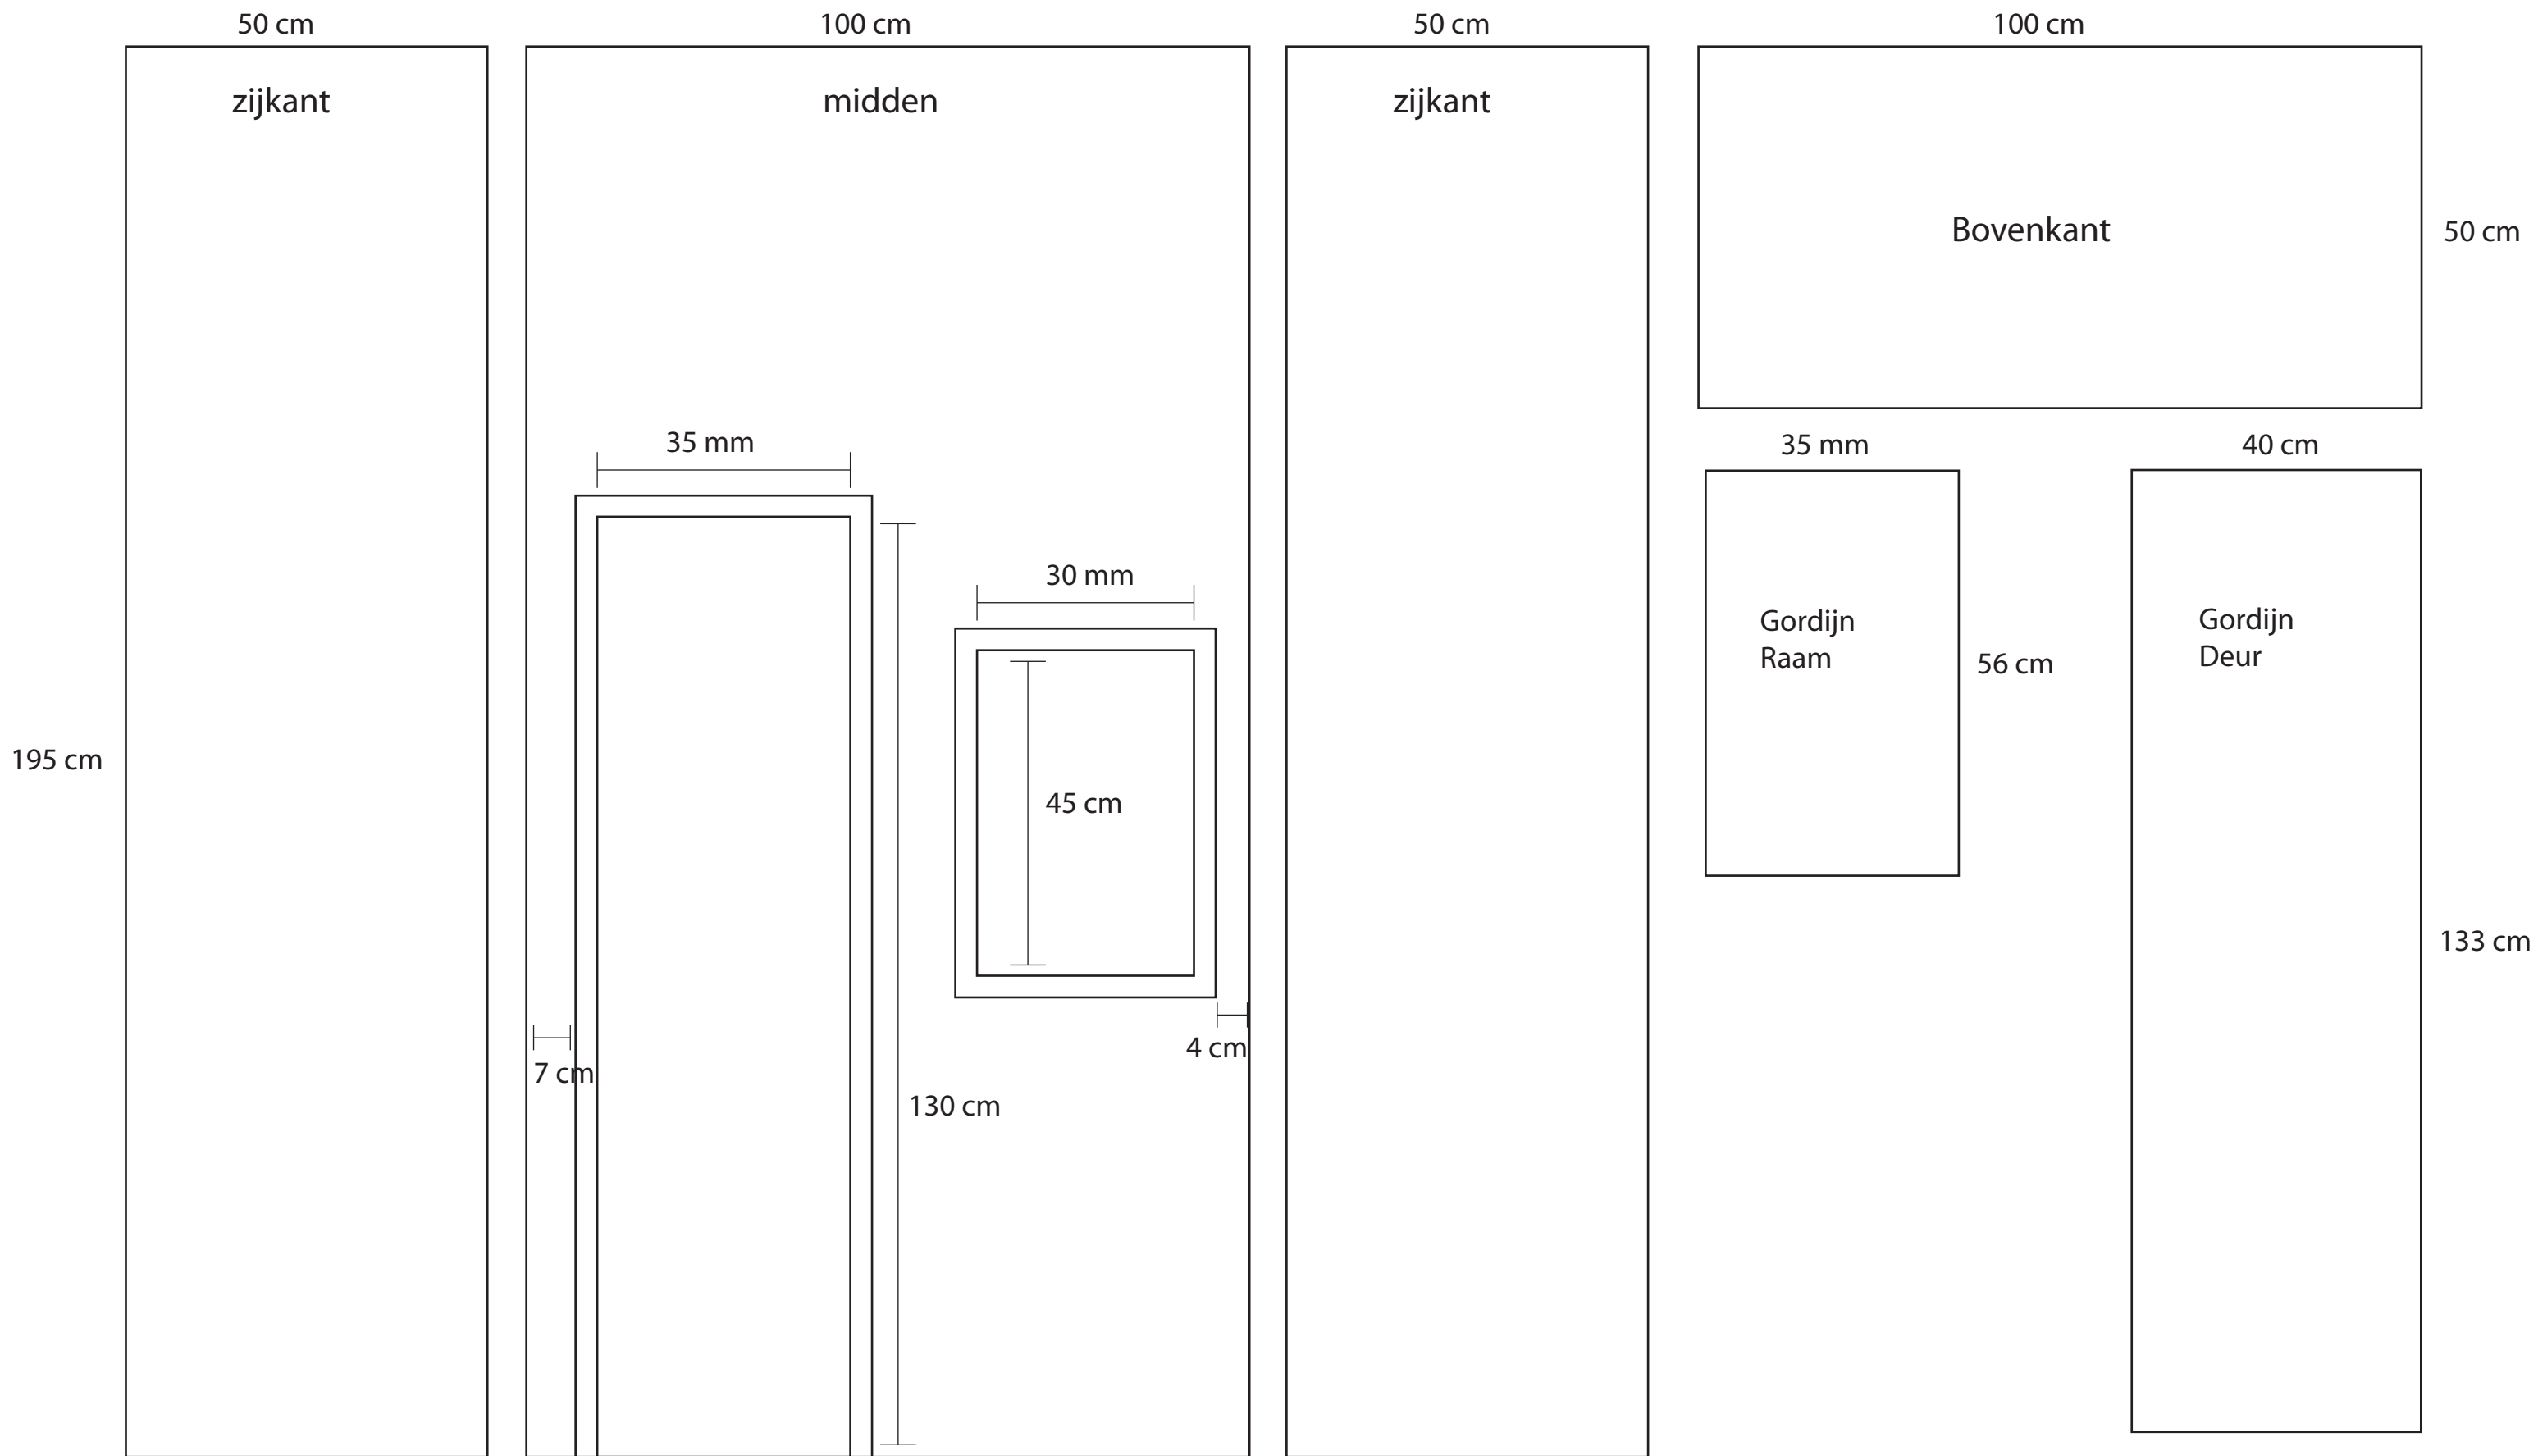 50 cm
100 cm
50 cm
100 cm
zijkant
midden
zijkant
Bovenkant
50 cm
35 mm
35 mm
40 cm
30 mm
Gordijn
Raam
Gordijn
Deur
56 cm
195 cm
45 cm
133 cm
4 cm
7 cm
130 cm